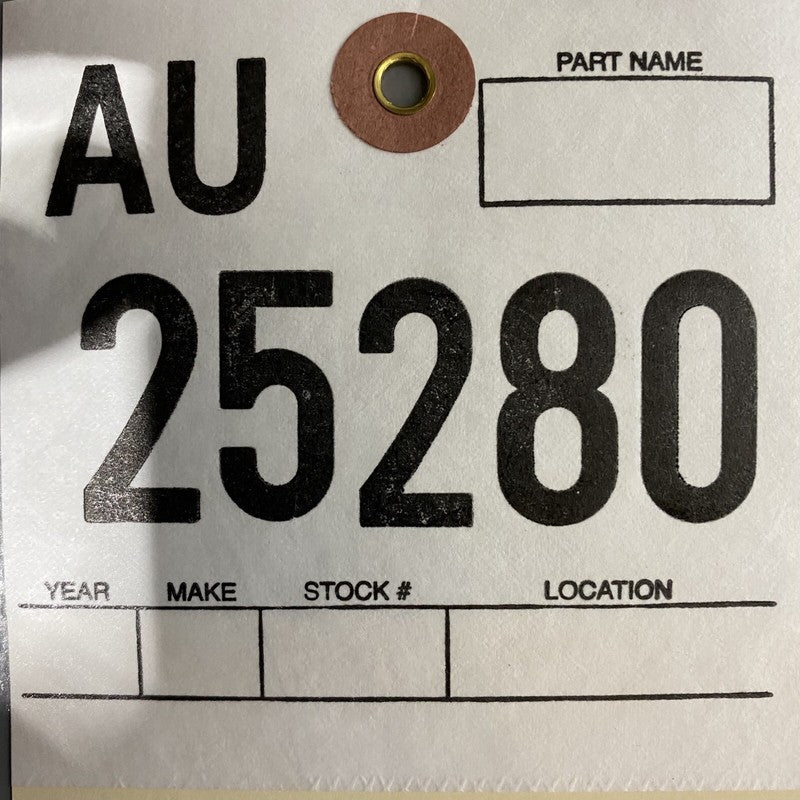 AU
PART NAME
25280
YEAR MAKE STOCK # LOCATION